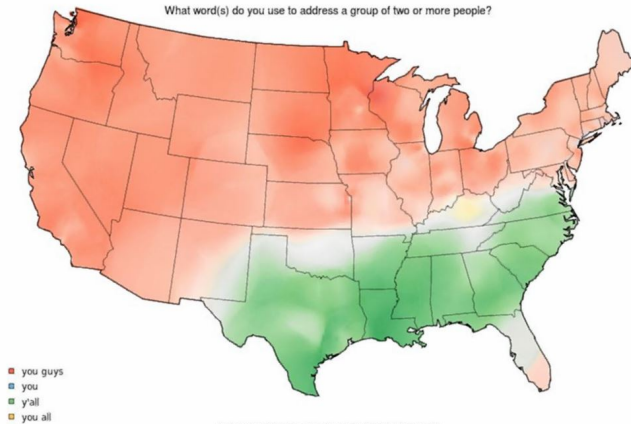 What word(s) do you use to address a group of two or more people?
you guys
you
y'all
you all